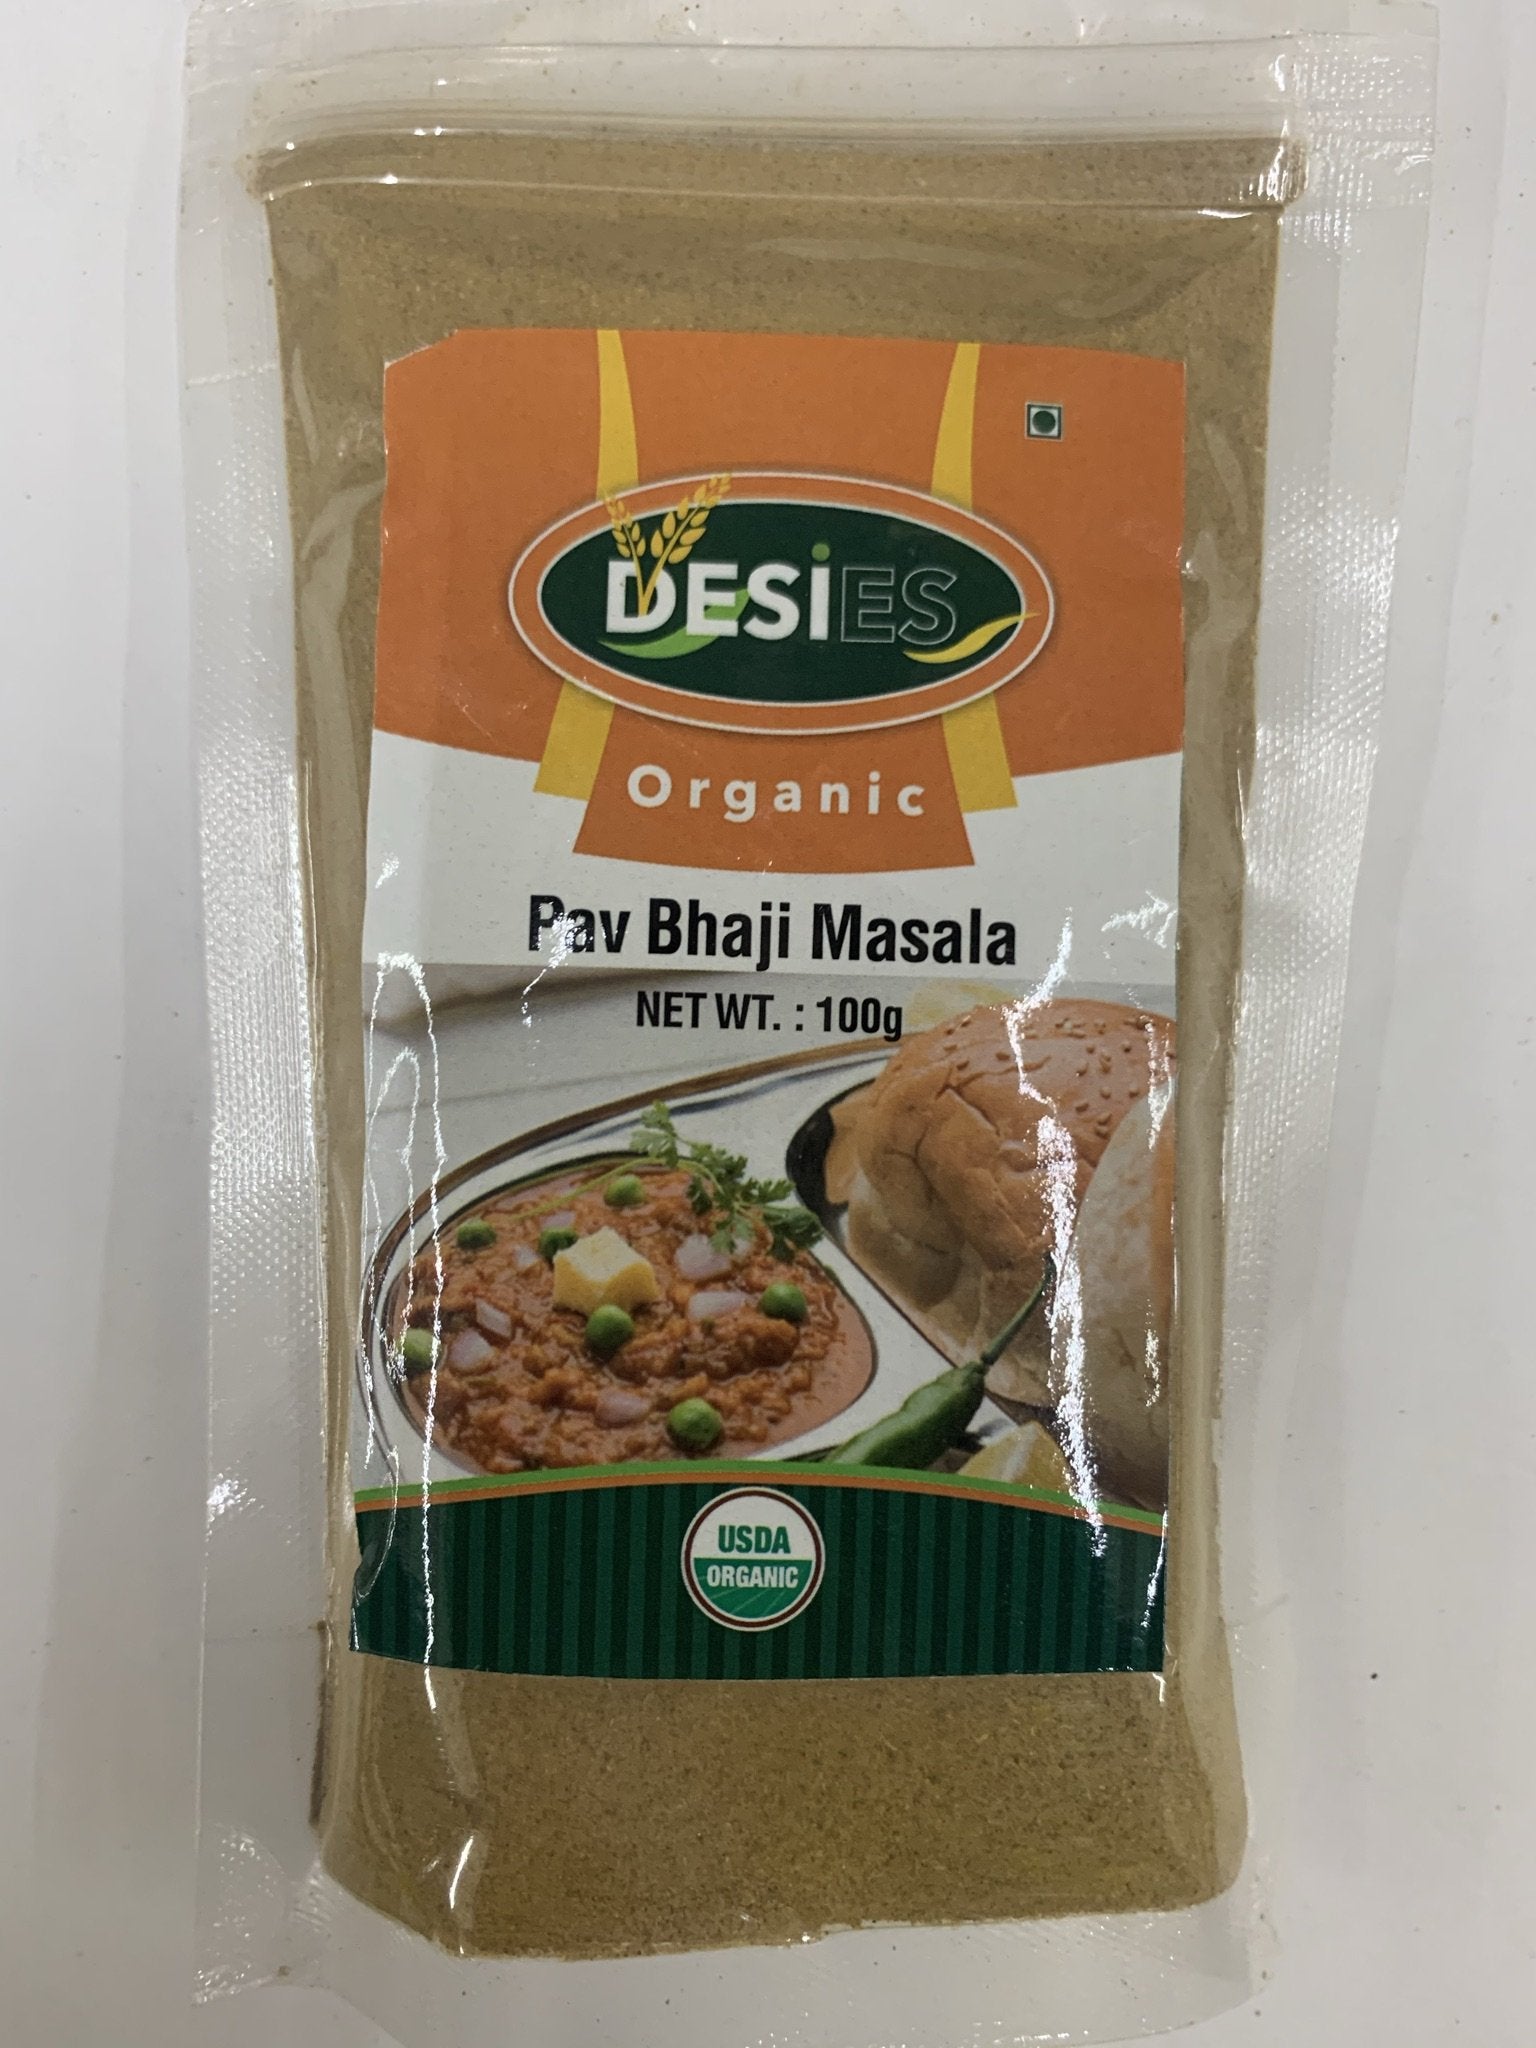 DESiES
Organic
Pav Bhaji Masala
NET WT. : 100g
USDA
ORGANIC